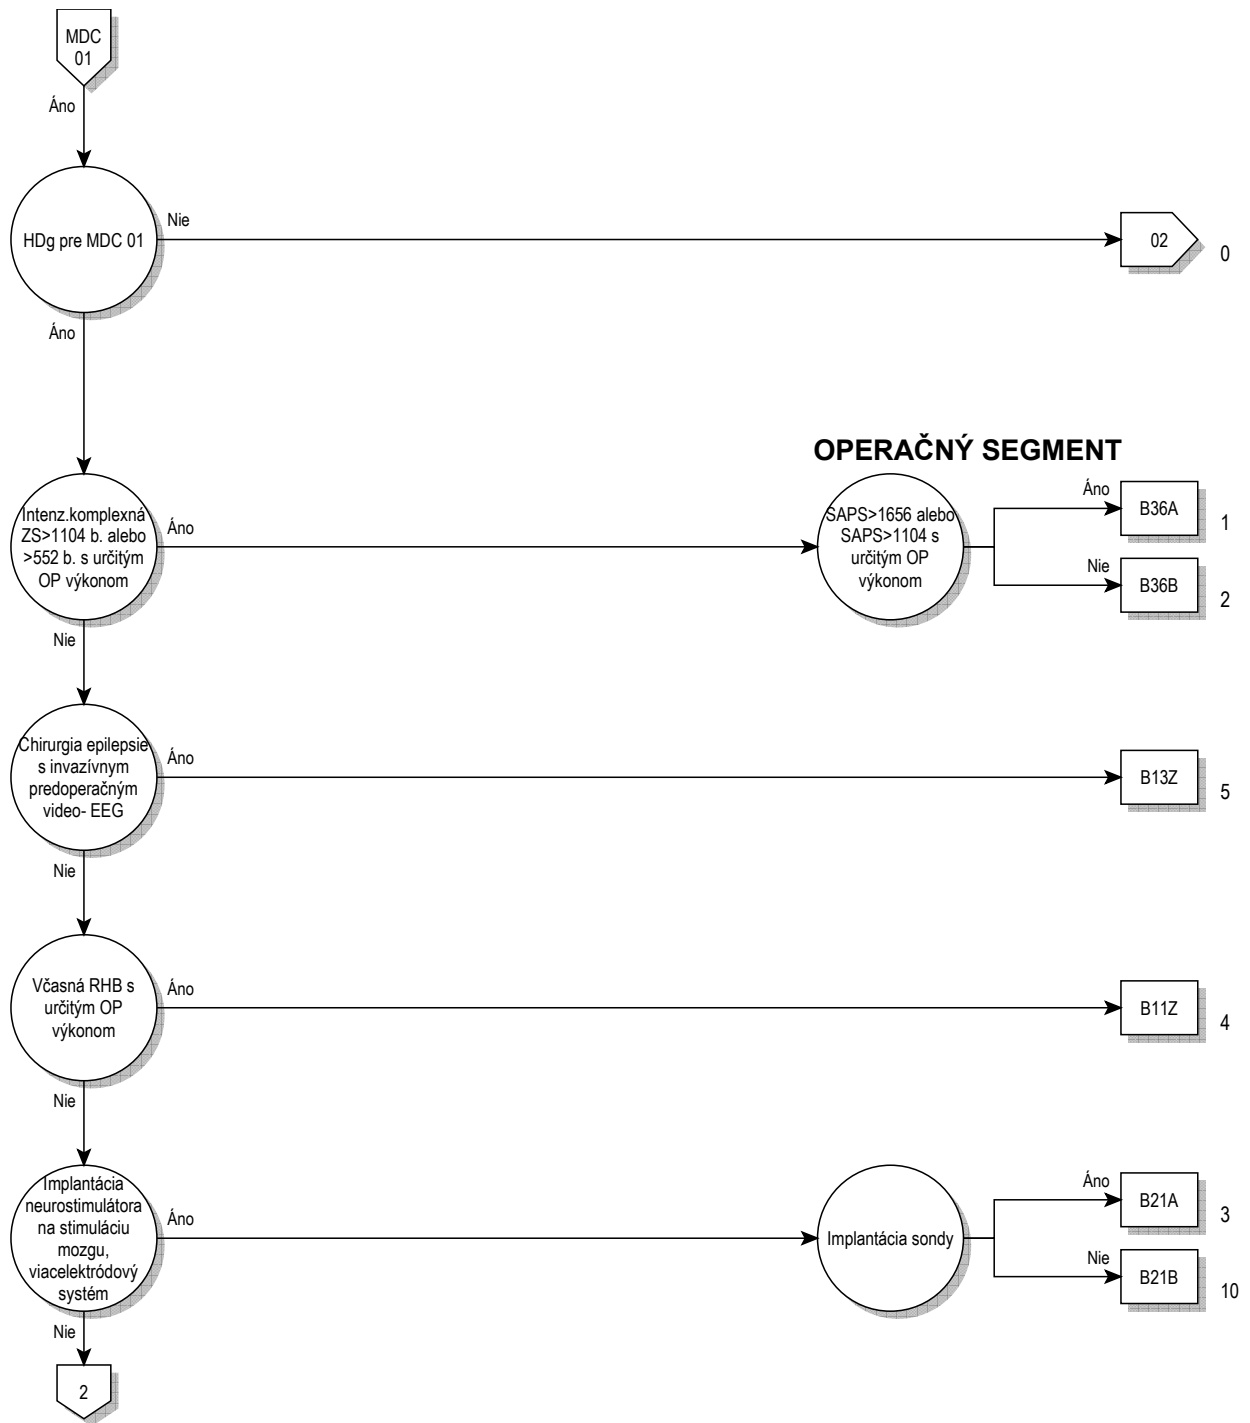 MDC
01
Áno
HDg pre MDC 01
Nie
02
0
Áno
OPERAČNÝ SEGMENT
Intenz.komplexná
ZS>1104 b. alebo
>552 b. s určitým
OP výkonom
Áno
SAPS>1656 alebo
SAPS>1104 s
určitým OP
výkonom
Áno
B36A
1
Nie
B36B
2
Nie
Chirurgia epilepsie
s invazívnym
predoperačným
video- EEG
Áno
B13Z
5
Nie
Včasná RHB s
určitým OP
výkonom
Áno
B11Z
4
Nie
Implantácia
neurostimulátora
na stimuláciu
mozgu,
viacelektródový
systém
Áno
Implantácia sondy
Áno
B21A
3
Nie
B21B
10
Nie
2